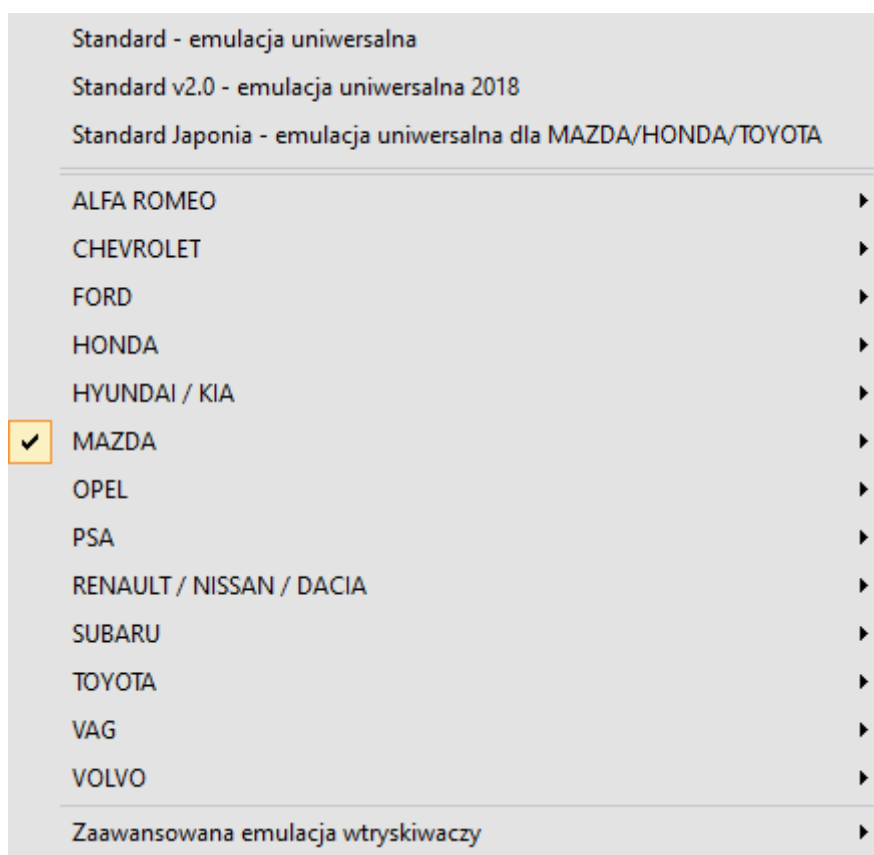 Standard - emulacja uniwersalna
Standard v2.0 - emulacja uniwersalna 2018
Standard Japonia - emulacja uniwersalna dla MAZDA/HONDA/TOYOTA
ALFA ROMEO
CHEVROLET
FORD
HONDA
HYUNDAI / KIA
MAZDA
OPEL
PSA
RENAULT / NISSAN / DACIA
SUBARU
TOYOTA
VAG
VOLVO
Zaawansowana emulacja wtryskiwaczy